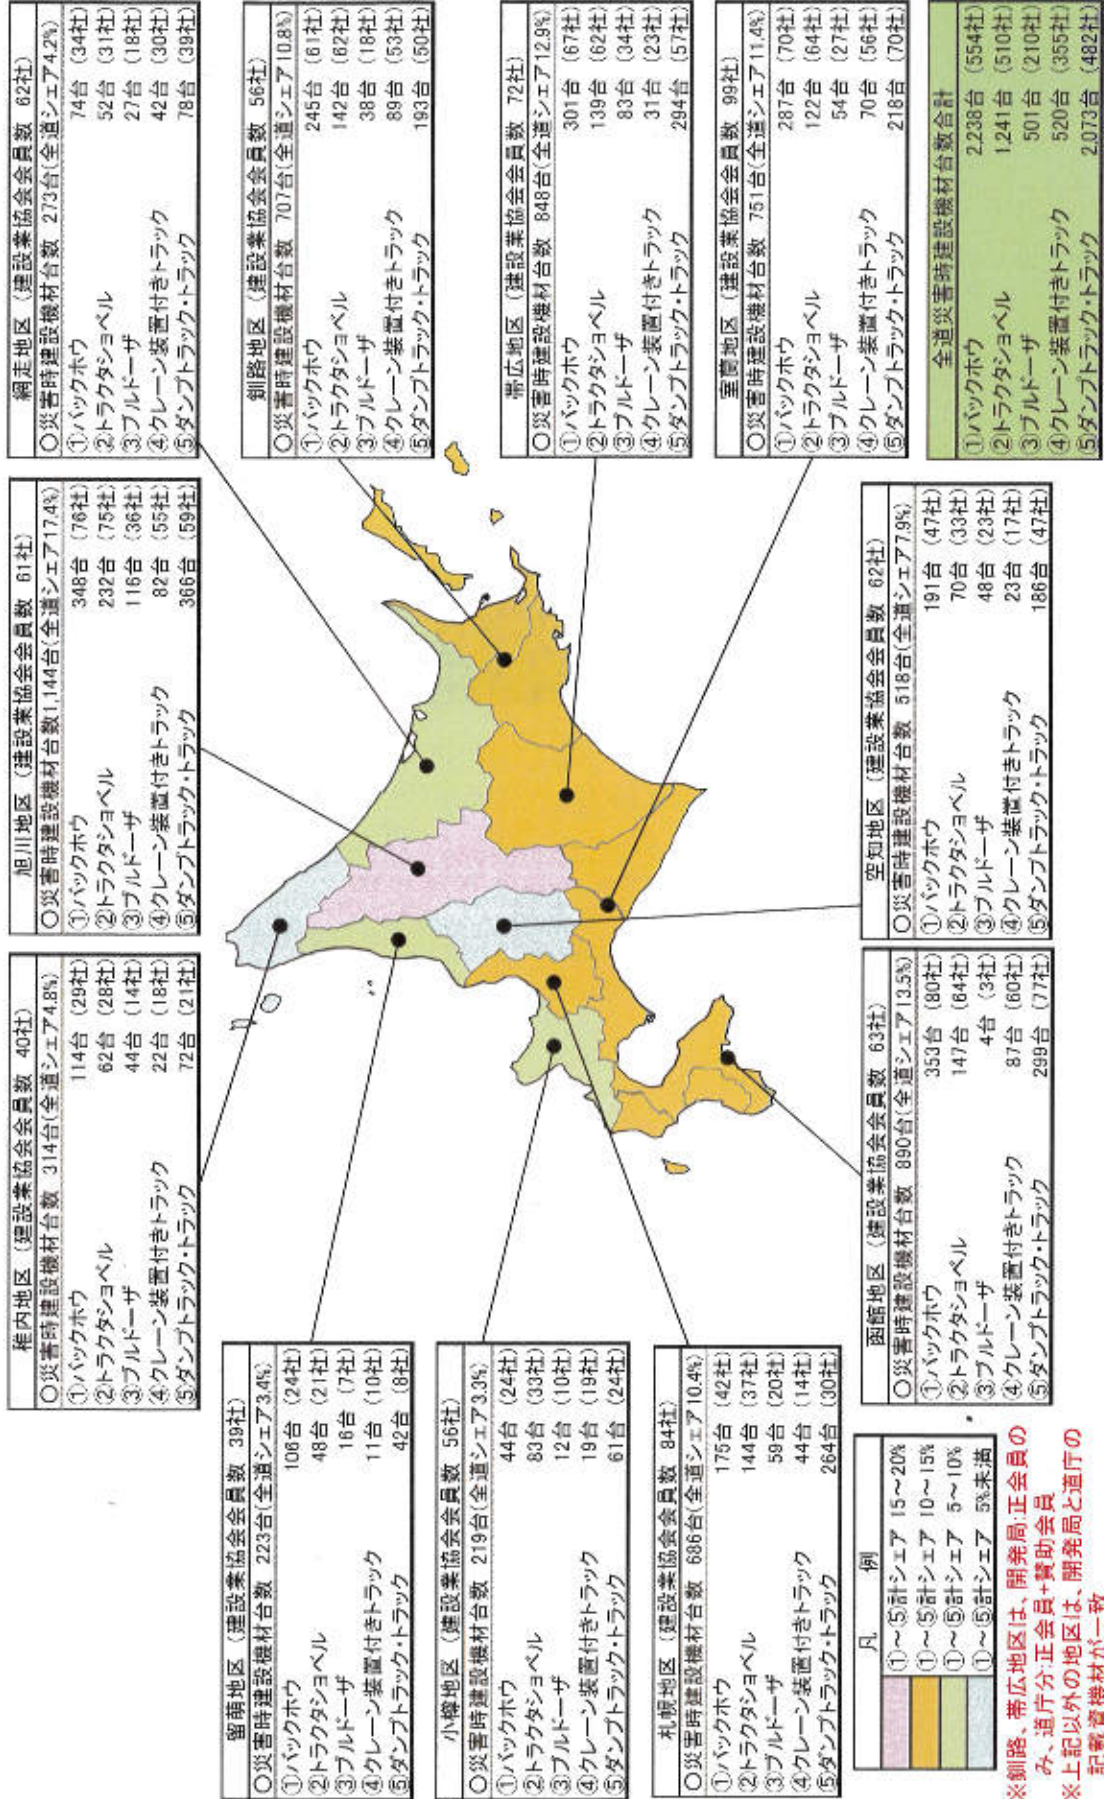 稚内地区（建設業協会会員数 40社）
○災害時建設機材台数 314台(全道シェア4.8%)
①バックホウ 114台 (29社)
②トラクタショベル 62台 (28社)
③ブルドーザ 44台 (14社)
④クレーン装置付きトラック 22台 (18社)
⑤ダンプトラック・トラック 72台 (21社)
旭川地区（建設業協会会員数 61社）
○災害時建設機材台数1,144台(全道シェア17.4%)
①バックホウ 348台 (76社)
②トラクタショベル 232台 (75社)
③ブルドーザ 116台 (36社)
④クレーン装置付きトラック 82台 (55社)
⑤ダンプトラック・トラック 366台 (59社)
網走地区（建設業協会会員数 62社）
○災害時建設機材台数 273台(全道シェア4.2%)
①バックホウ 74台 (34社)
②トラクタショベル 52台 (31社)
③ブルドーザ 27台 (18社)
④クレーン装置付きトラック 42台 (30社)
⑤ダンプトラック・トラック 78台 (39社)
留萌地区（建設業協会会員数 39社）
○災害時建設機材台数 223台(全道シェア3.4%)
①バックホウ 106台 (24社)
②トラクタショベル 48台 (21社)
③ブルドーザ 16台 (7社)
④クレーン装置付きトラック 11台 (10社)
⑤ダンプトラック・トラック 42台 (8社)
釧路地区（建設業協会会員数 56社）
○災害時建設機材台数 707台(全道シェア10.8%)
①バックホウ 245台 (61社)
②トラクタショベル 142台 (62社)
③ブルドーザ 38台 (18社)
④クレーン装置付きトラック 89台 (53社)
⑤ダンプトラック・トラック 193台 (50社)
小樽地区（建設業協会会員数 56社）
○災害時建設機材台数 219台(全道シェア3.3%)
①バックホウ 44台 (24社)
②トラクタショベル 83台 (33社)
③ブルドーザ 12台 (10社)
④クレーン装置付きトラック 19台 (19社)
⑤ダンプトラック・トラック 61台 (24社)
帯広地区（建設業協会会員数 72社）
○災害時建設機材台数 848台(全道シェア12.9%)
①バックホウ 301台 (67社)
②トラクタショベル 139台 (62社)
③ブルドーザ 83台 (34社)
④クレーン装置付きトラック 31台 (23社)
⑤ダンプトラック・トラック 294台 (57社)
札幌地区（建設業協会会員数 84社）
○災害時建設機材台数 686台(全道シェア10.4%)
①バックホウ 175台 (42社)
②トラクタショベル 144台 (37社)
③ブルドーザ 59台 (20社)
④クレーン装置付きトラック 44台 (14社)
⑤ダンプトラック・トラック 264台 (30社)
室蘭地区（建設業協会会員数 99社）
○災害時建設機材台数 751台(全道シェア11.4%)
①バックホウ 287台 (70社)
②トラクタショベル 122台 (64社)
③ブルドーザ 54台 (27社)
④クレーン装置付きトラック 70台 (56社)
⑤ダンプトラック・トラック 218台 (70社)
函館地区（建設業協会会員数 63社）
○災害時建設機材台数 890台(全道シェア13.5%)
①バックホウ 353台 (80社)
②トラクタショベル 147台 (64社)
③ブルドーザ 4台 (3社)
④クレーン装置付きトラック 87台 (60社)
⑤ダンプトラック・トラック 299台 (77社)
空知地区（建設業協会会員数 62社）
○災害時建設機材台数 518台(全道シェア7.9%)
①バックホウ 191台 (47社)
②トラクタショベル 70台 (33社)
③ブルドーザ 48台 (23社)
④クレーン装置付きトラック 23台 (17社)
⑤ダンプトラック・トラック 186台 (47社)
全道災害時建設機材台数合計
①バックホウ 2,238台 (554社)
②トラクタショベル 1,241台 (510社)
③ブルドーザ 501台 (210社)
④クレーン装置付きトラック 520台 (355社)
⑤ダンプトラック・トラック 2,073台 (482社)
凡 例
①～⑤計シェア 15～20%
①～⑤計シェア 10～15%
①～⑤計シェア 5～10%
①～⑤計シェア 5%未満
※釧路、帯広地区は、開発局:正会員の
み、道庁分:正会員+賛助会員
※上記以外の地区は、開発局と道庁の
記載資機材が一致